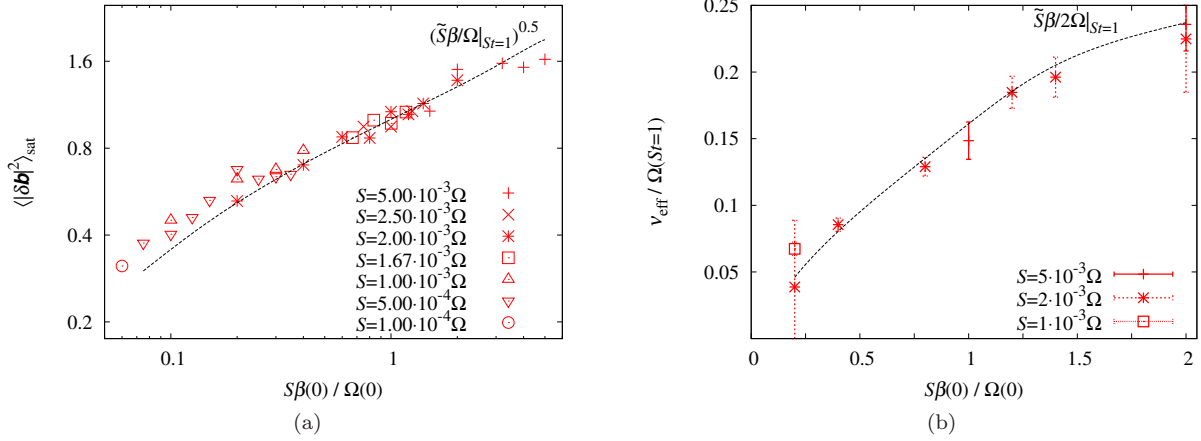 (S̃β/Ω|St=1)^0.5
1.6
0.8
0.4
0.2
⟨|δb|²⟩sat
S=5.00·10⁻³Ω
S=2.50·10⁻³Ω
S=2.00·10⁻³Ω
S=1.67·10⁻³Ω
S=1.00·10⁻³Ω
S=5.00·10⁻⁴Ω
S=1.00·10⁻⁴Ω
0.1 1
Sβ(0) / Ω(0)
(a)
S̃β/2Ω|St=1
0.25
0.20
0.15
0.10
0.05
νeff / Ω(St=1)
S=5·10⁻³Ω
S=2·10⁻³Ω
S=1·10⁻³Ω
0 0.5 1 1.5 2
Sβ(0) / Ω(0)
(b)